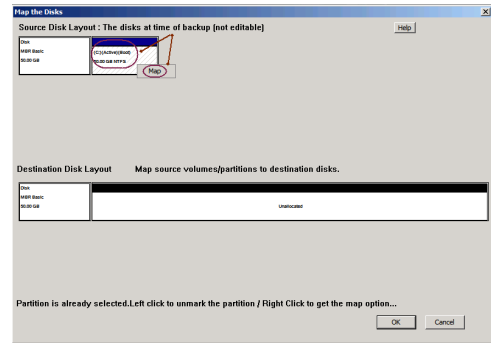 Map the Disks
Source Disk Layout : The disks at time of backup (not editable)
Help
Disk
MBR Basic
50.00 GB
(C:)(Active)(Boot)
50.00 GB NTFS
Map
Destination Disk Layout Map source volumes/partitions to destination disks.
Disk
MBR Basic
50.00 GB
Unallocated
Partition is already selected.Left click to unmark the partition / Right Click to get the map option...
OK Cancel